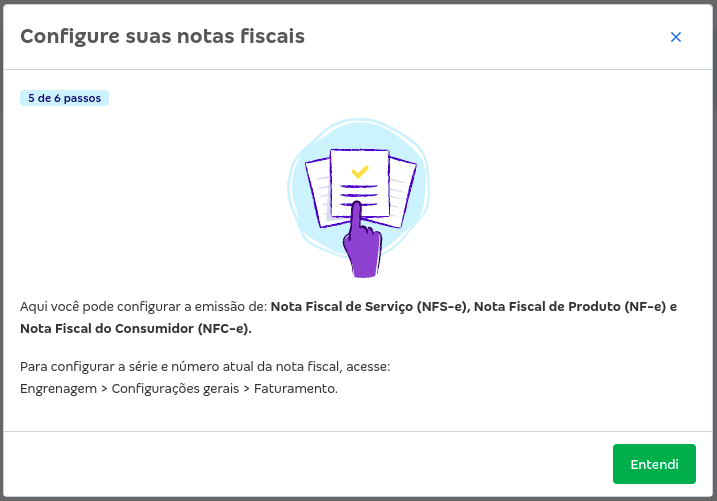 Configure suas notas fiscais
5 de 6 passos
Aqui você pode configurar a emissão de: Nota Fiscal de Serviço (NFS-e), Nota Fiscal de Produto (NF-e) e
Nota Fiscal do Consumidor (NFC-e).
Para configurar a série e número atual da nota fiscal, acesse:
Engrenagem > Configurações gerais > Faturamento.
Entendi